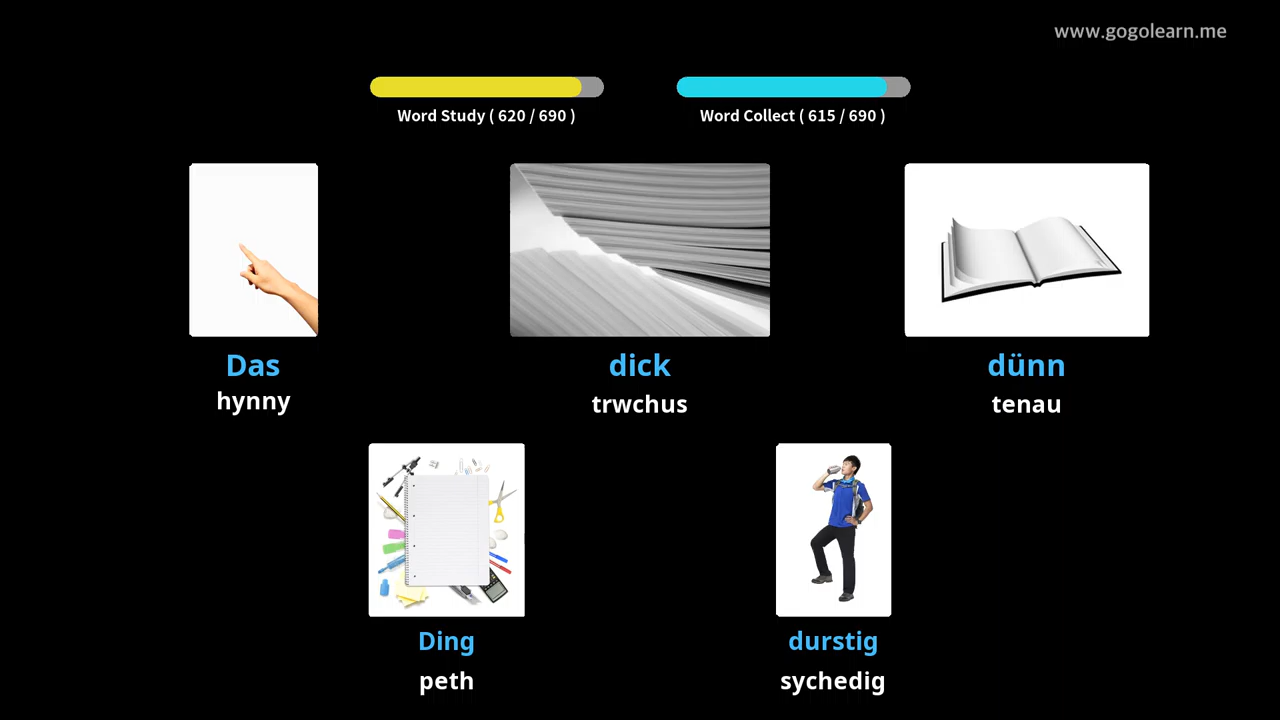 www.gogolearn.me
Word Study ( 620 / 690 )
Word Collect ( 615 / 690 )
Das
hynny
dick
trwchus
dünn
tenau
Ding
peth
durstig
sychedig